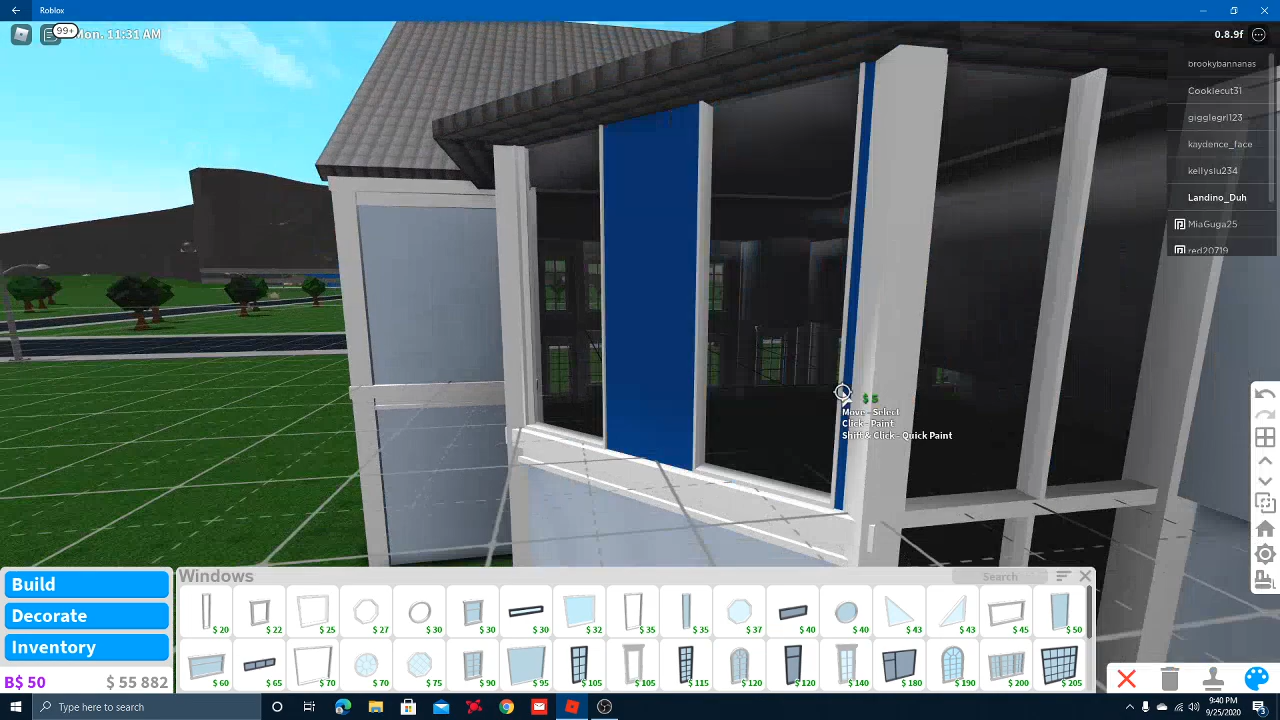 Roblox
99+
Mon. 11:31 AM
0.8.9f
brookybannanas
Cookiecut31
gigglegrl123
kaydence_face
kellyslu234
Landino_Duh
MiaGuga25
red20719
$ 5
Move - Select
Click - Paint
Shift & Click - Quick Paint
Windows
Search
Build
Decorate
Inventory
B$ 50
$ 55 882
$ 20 $ 22 $ 25 $ 27 $ 30 $ 30 $ 30 $ 32 $ 35 $ 35 $ 37 $ 40 $ 40 $ 43 $ 43 $ 45 $ 50
$ 60 $ 65 $ 70 $ 70 $ 75 $ 90 $ 95 $ 105 $ 105 $ 115 $ 120 $ 120 $ 140 $ 180 $ 190 $ 200 $ 205
Type here to search
9:40 PM
9/25/2020
3